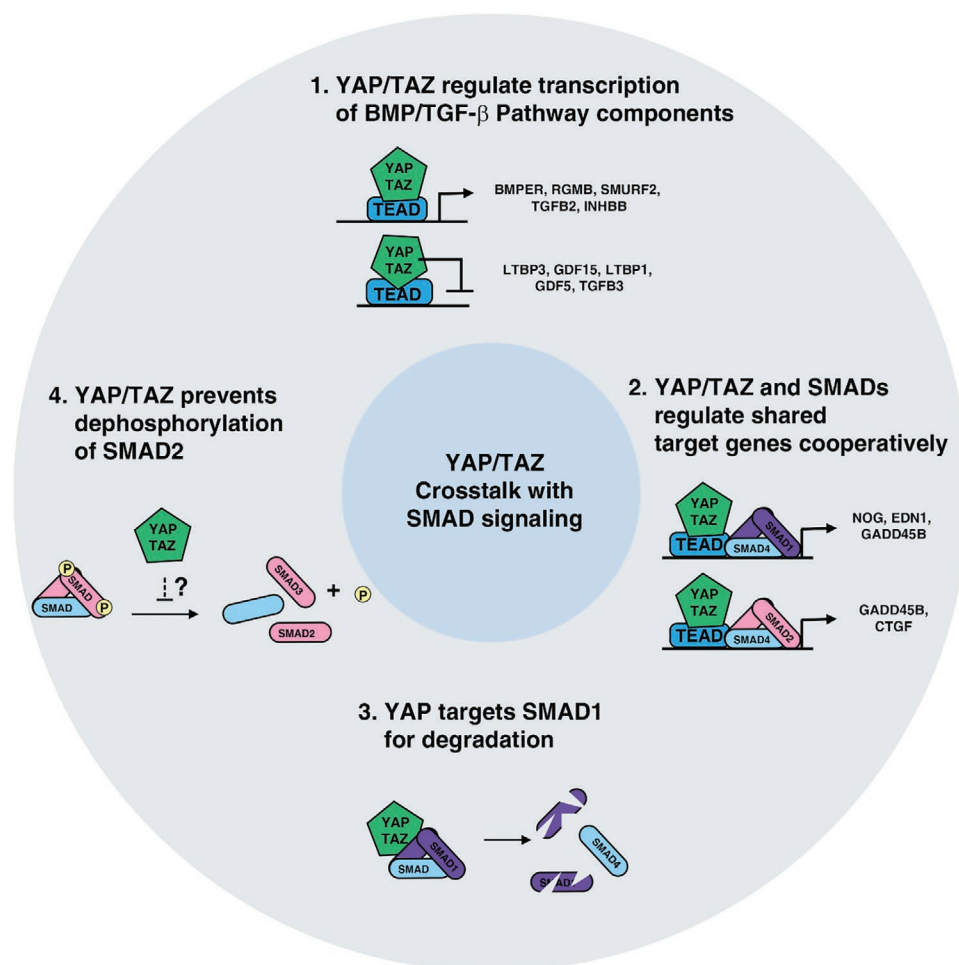 1. YAP/TAZ regulate transcription
of BMP/TGF-β Pathway components
YAP
TAZ
TEAD
BMPER, RGMB, SMURF2,
TGFB2, INHBB
YAP
TAZ
TEAD
LTBP3, GDF15, LTBP1,
GDF5, TGFB3
2. YAP/TAZ and SMADs
regulate shared
target genes cooperatively
YAP
TAZ
TEAD
SMAD4
SMAD1
NOG, EDN1,
GADD45B
YAP
TAZ
TEAD
SMAD4
SMAD2
GADD45B,
CTGF
3. YAP targets SMAD1
for degradation
YAP
TAZ
SMAD
SMAD1
SMAD4
4. YAP/TAZ prevents
dephosphorylation
of SMAD2
YAP
TAZ
?
P
SMAD
SMAD
P
SMAD3
SMAD2
+
P
YAP/TAZ
Crosstalk with
SMAD signaling